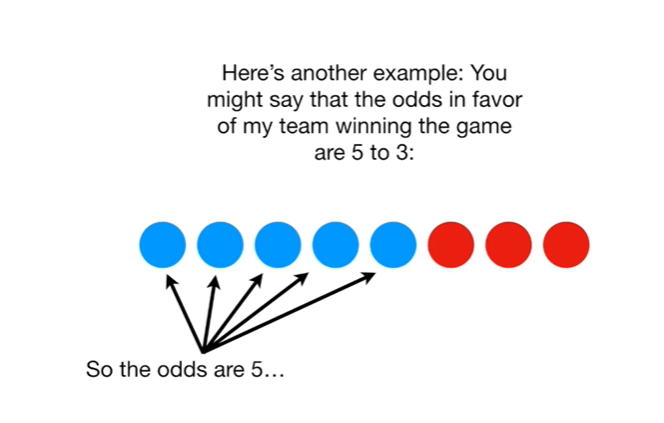 Here’s another example: You
might say that the odds in favor
of my team winning the game
are 5 to 3:
So the odds are 5…